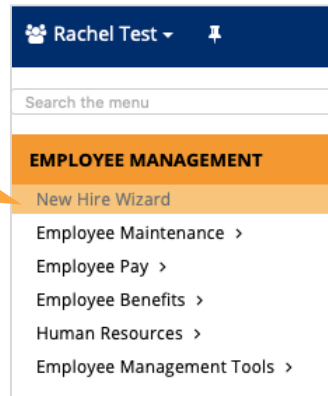 Rachel Test
Search the menu
EMPLOYEE MANAGEMENT
New Hire Wizard
Employee Maintenance >
Employee Pay >
Employee Benefits >
Human Resources >
Employee Management Tools >